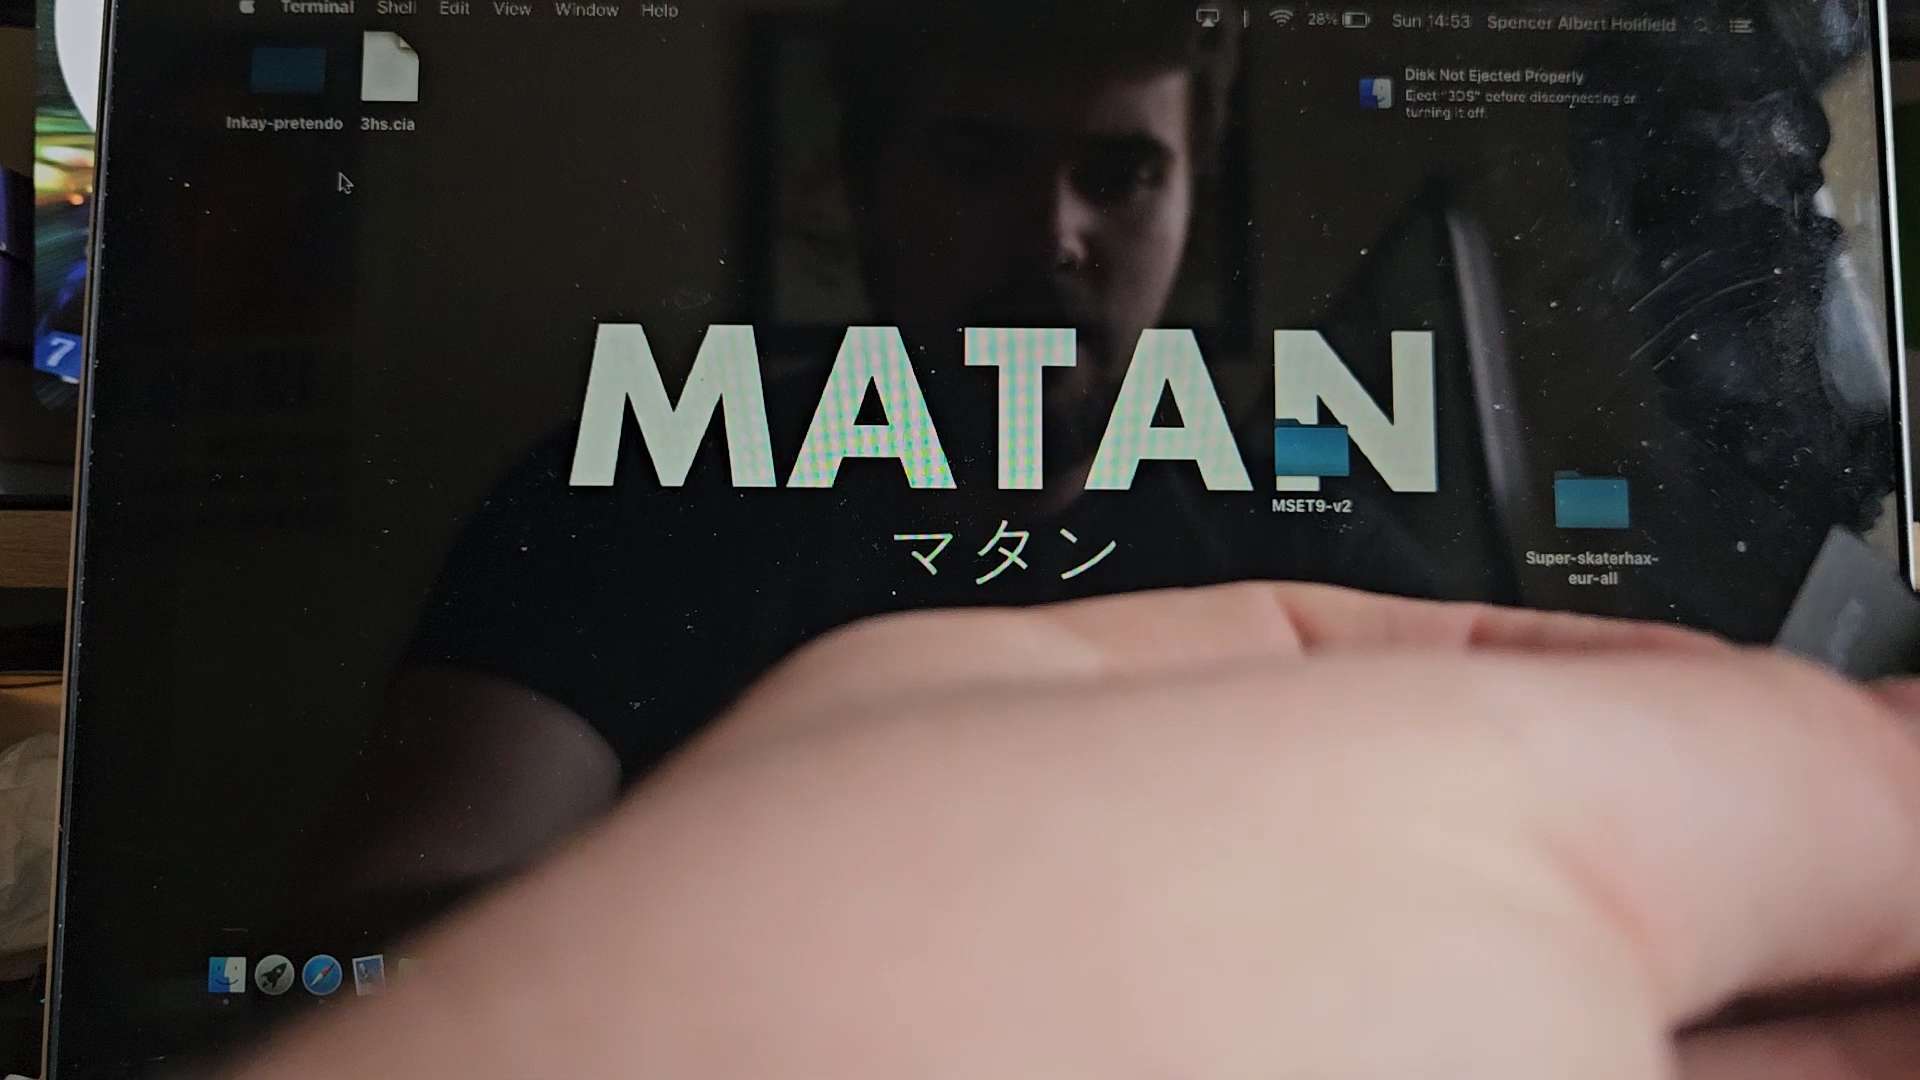 Terminal Shell Edit View Window Help
28% Sun 14:53 Spencer Albert Holifield
Disk Not Ejected Properly
Eject "3DS" before disconnecting or
turning it off.
Inkay-pretendo
3hs.cia
7
MATAN
マタン
MSET9-v2
Super-skaterhax-
eur-all